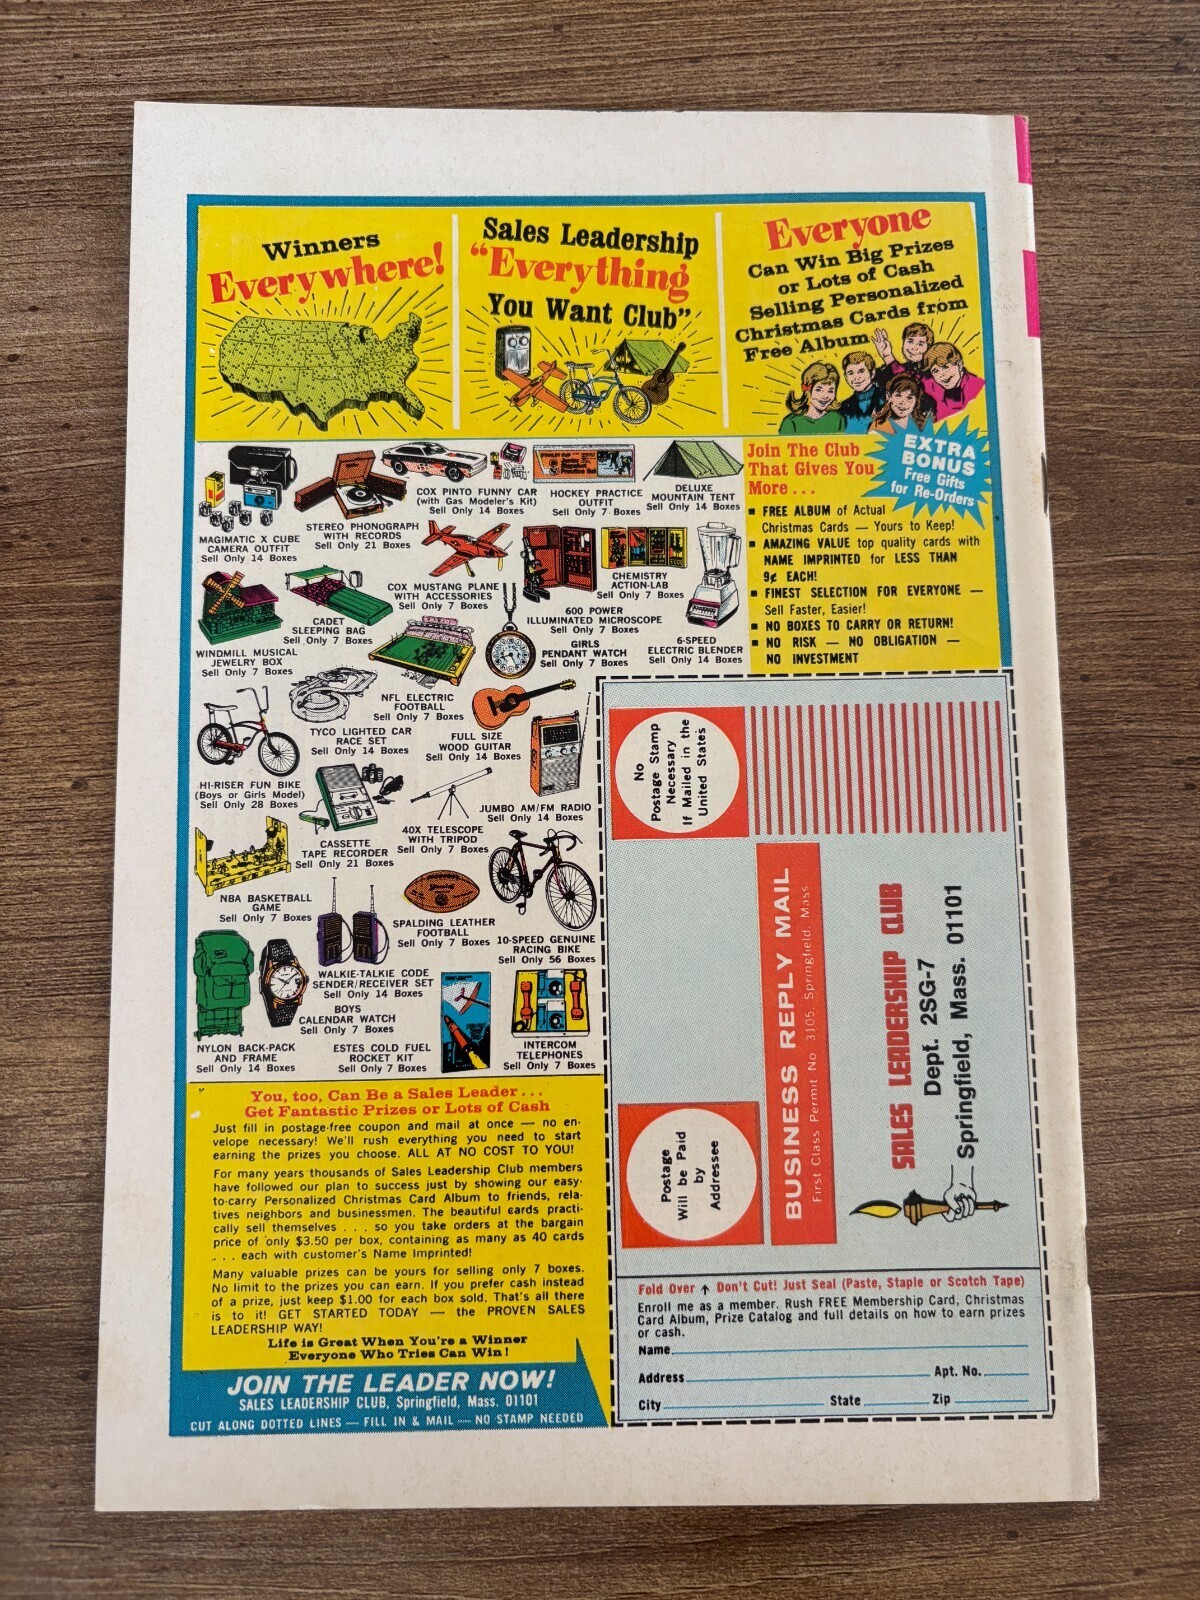 Winners
Everywhere!
Sales Leadership
"Everything
You Want Club"
Everyone
Can Win Big Prizes
or Lots of Cash
Selling Personalized
Christmas Cards from
Free Album
EXTRA
BONUS
Free Gifts
for Re-Orders
Join The Club
That Gives You
More...
■ FREE ALBUM of Actual
Christmas Cards — Yours to Keep!
■ AMAZING VALUE top quality cards with
NAME IMPRINTED for LESS THAN
9¢ EACH!
■ FINEST SELECTION FOR EVERYONE —
Sell Faster, Easier!
■ NO BOXES TO CARRY OR RETURN!
■ NO RISK — NO OBLIGATION —
NO INVESTMENT
MAGIMATIC X CUBE
CAMERA OUTFIT
Sell Only 14 Boxes
STEREO PHONOGRAPH
WITH RECORDS
Sell Only 21 Boxes
COX PINTO FUNNY CAR
(with Gas Modeler's Kit)
Sell Only 14 Boxes
HOCKEY PRACTICE
OUTFIT
Sell Only 7 Boxes
DELUXE
MOUNTAIN TENT
Sell Only 14 Boxes
WINDMILL MUSICAL
JEWELRY BOX
Sell Only 7 Boxes
CADET
SLEEPING BAG
Sell Only 7 Boxes
COX MUSTANG PLANE
WITH ACCESSORIES
Sell Only 7 Boxes
600 POWER
ILLUMINATED MICROSCOPE
Sell Only 7 Boxes
CHEMISTRY
ACTION-LAB
Sell Only 7 Boxes
GIRLS
PENDANT WATCH
Sell Only 7 Boxes
6-SPEED
ELECTRIC BLENDER
Sell Only 14 Boxes
NFL ELECTRIC
FOOTBALL
Sell Only 7 Boxes
TYCO LIGHTED CAR
RACE SET
Sell Only 14 Boxes
FULL SIZE
WOOD GUITAR
Sell Only 14 Boxes
HI-RISER FUN BIKE
(Boys or Girls Model)
Sell Only 28 Boxes
JUMBO AM/FM RADIO
Sell Only 14 Boxes
CASSETTE
TAPE RECORDER
Sell Only 21 Boxes
40X TELESCOPE
WITH TRIPOD
Sell Only 7 Boxes
NBA BASKETBALL
GAME
Sell Only 7 Boxes
SPALDING LEATHER
FOOTBALL
Sell Only 7 Boxes
10-SPEED GENUINE
RACING BIKE
Sell Only 56 Boxes
WALKIE-TALKIE CODE
SENDER/RECEIVER SET
Sell Only 14 Boxes
BOYS
CALENDAR WATCH
Sell Only 7 Boxes
NYLON BACK-PACK
AND FRAME
Sell Only 14 Boxes
ESTES COLD FUEL
ROCKET KIT
Sell Only 7 Boxes
INTERCOM
TELEPHONES
Sell Only 7 Boxes
You, too, Can Be a Sales Leader...
Get Fantastic Prizes or Lots of Cash
Just fill in postage-free coupon and mail at once — no en-
velope necessary! We'll rush everything you need to start
earning the prizes you choose. ALL AT NO COST TO YOU!
For many years thousands of Sales Leadership Club members
have followed our plan to success just by showing our easy-
to-carry Personalized Christmas Card Album to friends, rela-
tives neighbors and businessmen. The beautiful cards practi-
cally sell themselves . . . so you take orders at the bargain
price of only $3.50 per box, containing as many as 40 cards
. . . each with customer's Name Imprinted!
Many valuable prizes can be yours for selling only 7 boxes.
No limit to the prizes you can earn. If you prefer cash instead
of a prize, just keep $1.00 for each box sold. That's all there
is to it! GET STARTED TODAY — the PROVEN SALES
LEADERSHIP WAY!
Life is Great When You're a Winner
Everyone Who Tries Can Win!
JOIN THE LEADER NOW!
SALES LEADERSHIP CLUB, Springfield, Mass. 01101
CUT ALONG DOTTED LINES — FILL IN & MAIL — NO STAMP NEEDED
No
Postage Stamp
Necessary
If Mailed in the
United States
Postage
Will be Paid
by
Addressee
BUSINESS REPLY MAIL
First Class Permit No 3105, Springfield, Mass.
SALES LEADERSHIP CLUB
Dept. 2SG-7
Springfield, Mass. 01101
Fold Over ↑ Don't Cut! Just Seal (Paste, Staple or Scotch Tape)
Enroll me as a member. Rush FREE Membership Card, Christmas
Card Album, Prize Catalog and full details on how to earn prizes
or cash.
Name
Address Apt. No.
City State Zip